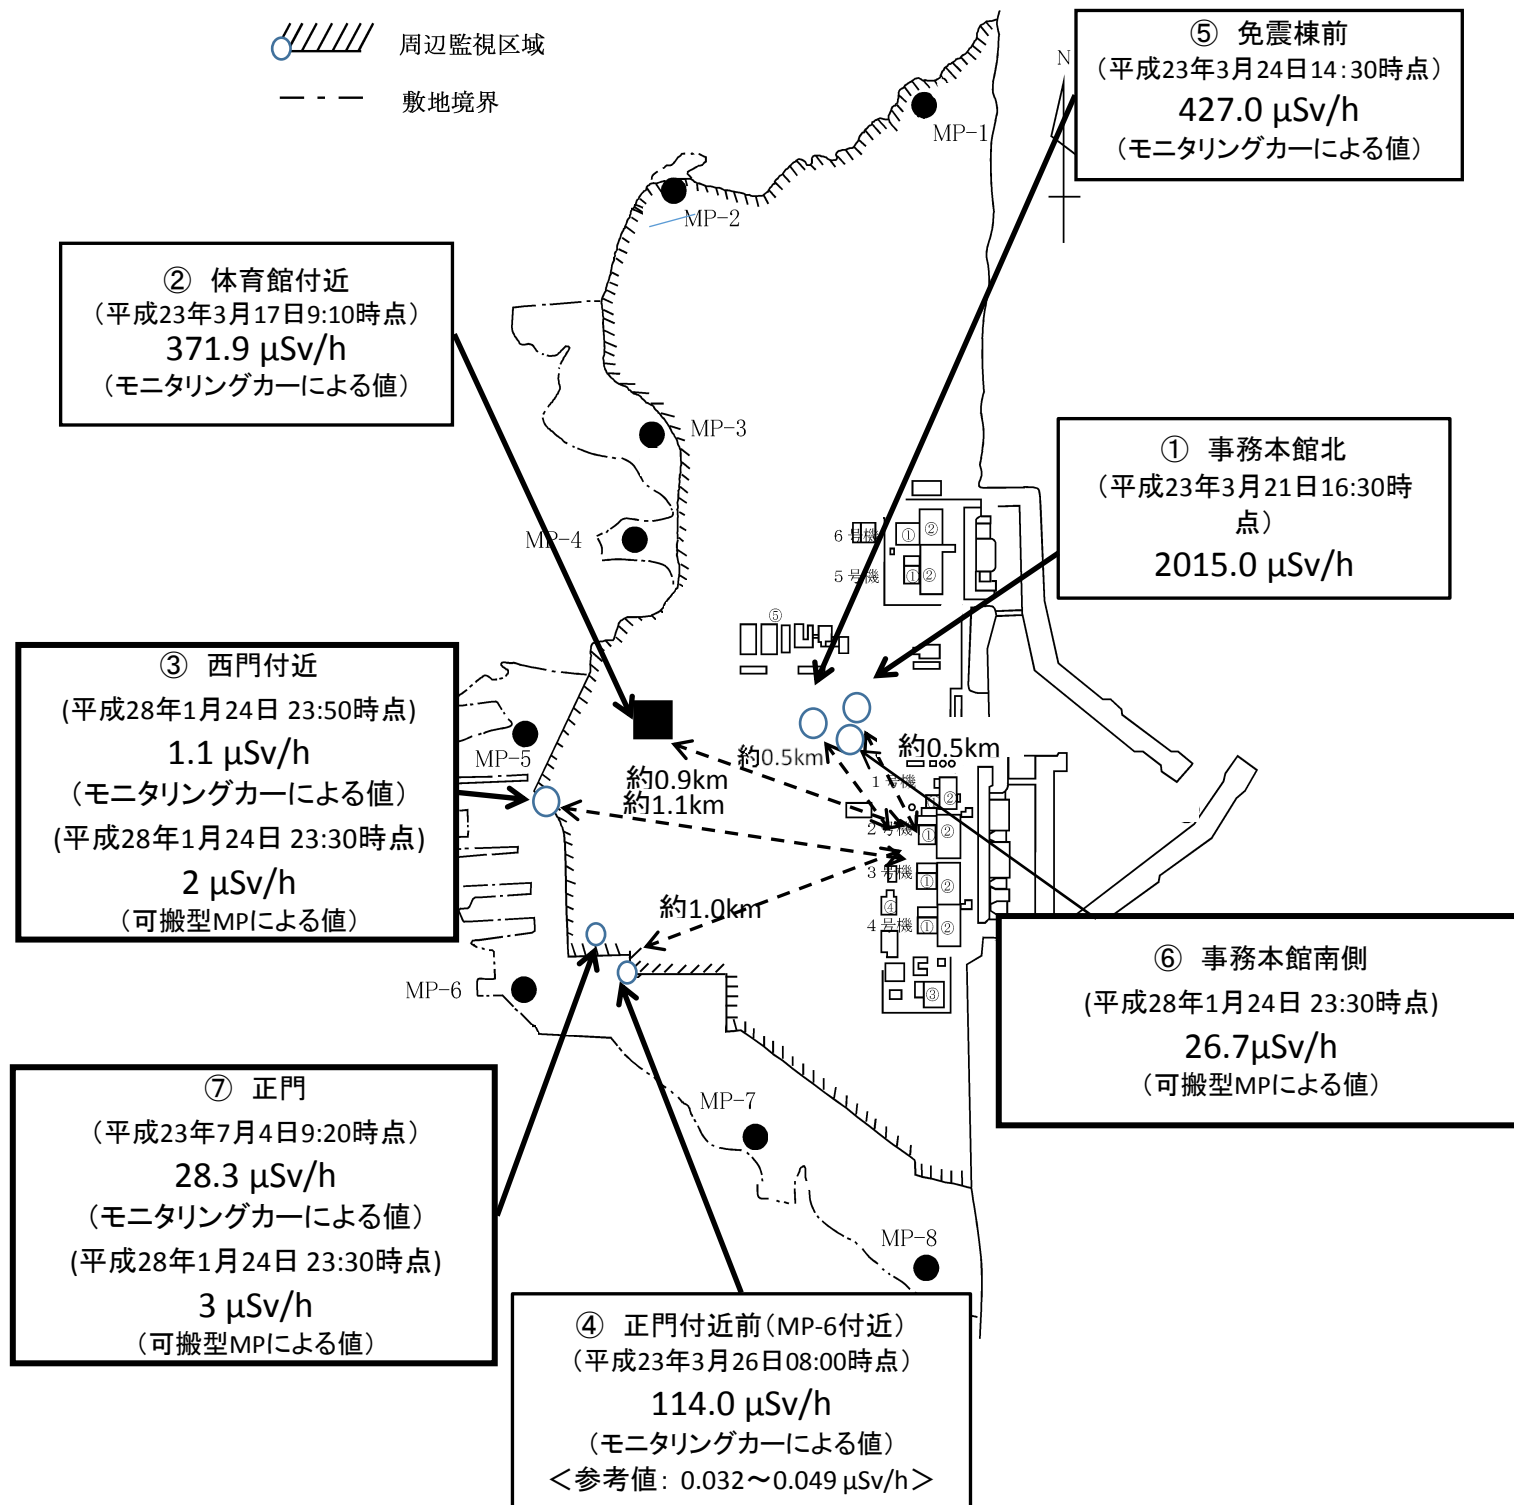 周辺監視区域
敷地境界
N
⑤ 免震棟前
（平成23年3月24日14:30時点）
427.0 μSv/h
（モニタリングカーによる値）
MP-1
MP-2
② 体育館付近
（平成23年3月17日9:10時点）
371.9 μSv/h
（モニタリングカーによる値）
MP-3
① 事務本館北
（平成23年3月21日16:30時
点）
2015.0 μSv/h
MP-4
６号機
①
②
５号機
①
②
⑤
③ 西門付近
(平成28年1月24日 23:50時点)
1.1 μSv/h
（モニタリングカーによる値）
(平成28年1月24日 23:30時点)
2 μSv/h
（可搬型MPによる値）
MP-5
約0.5km
約0.5km
約0.9km
約1.1km
１号機
①
②
２号機
①
②
３号機
①
②
④
４号機
①
②
約1.0km
③
MP-6
⑥ 事務本館南側
(平成28年1月24日 23:30時点)
26.7μSv/h
（可搬型MPによる値）
⑦ 正門
（平成23年7月4日9:20時点）
28.3 μSv/h
（モニタリングカーによる値）
(平成28年1月24日 23:30時点)
3 μSv/h
（可搬型MPによる値）
MP-7
MP-8
④ 正門付近前（MP-6付近）
（平成23年3月26日08:00時点）
114.0 μSv/h
（モニタリングカーによる値）
＜参考値: 0.032～0.049 μSv/h＞